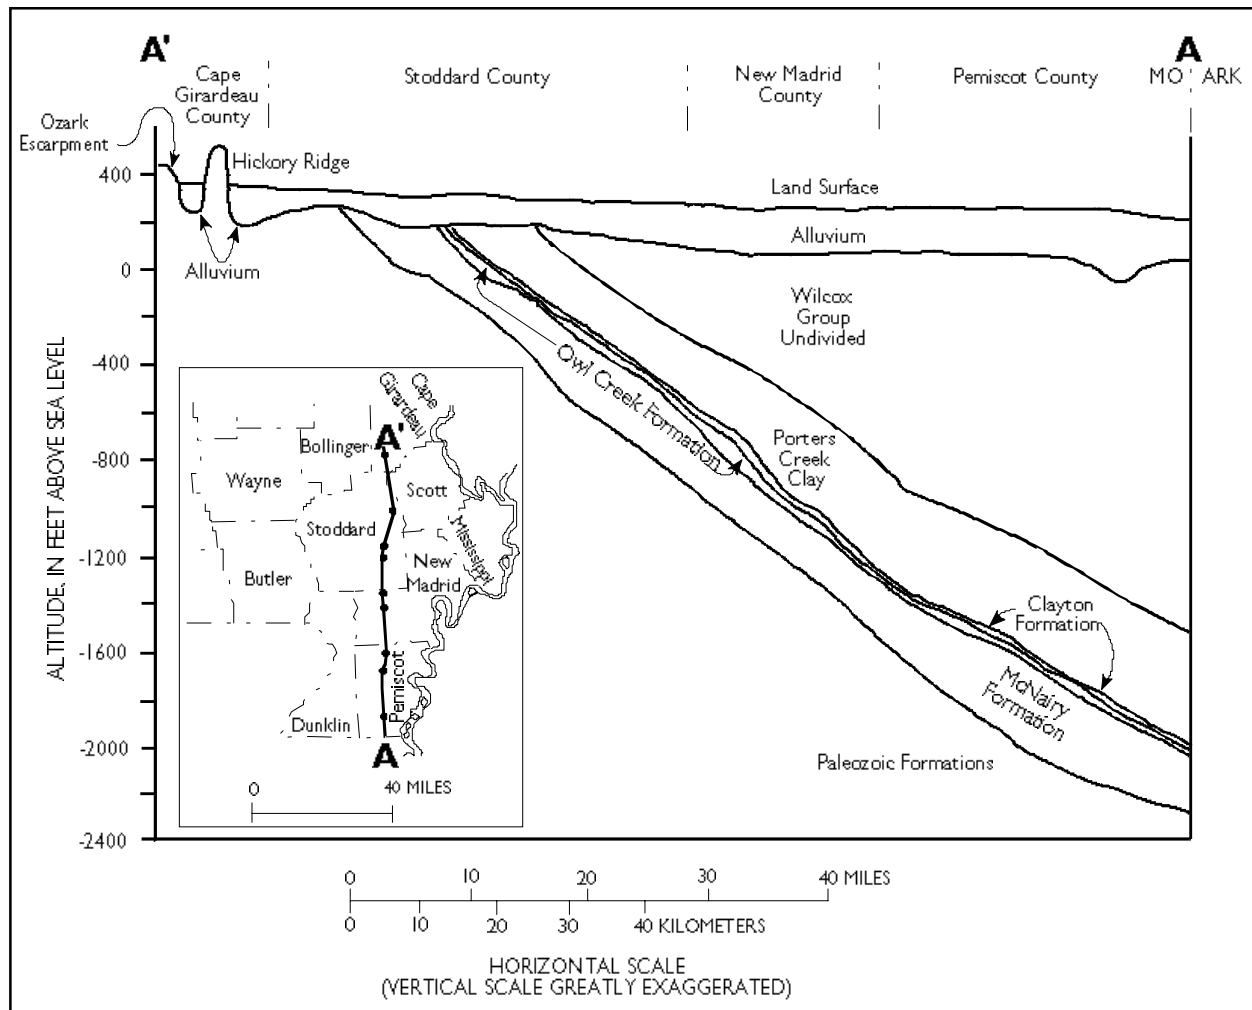 A'
A
Cape
Girardeau
County
Stoddard County
New Madrid
County
Pemiscot County
MO
ARK
Ozark
Escarpment
Hickory Ridge
Land Surface
Alluvium
Alluvium
Wilcox
Group
Undivided
Owl Creek Formation
Porters
Creek
Clay
Clayton
Formation
McNairy
Formation
Paleozoic Formations
ALTITUDE, IN FEET ABOVE SEA LEVEL
400
0
-400
-800
-1200
-1600
-2000
-2400
Cape
Girardeau
A'
Bollinger
Wayne
Scott
Stoddard
Mississippi
New
Madrid
Butler
Pemiscot
Dunklin
A
0
40 MILES
0 10 20 30 40 MILES
0 10 20 30 40 KILOMETERS
HORIZONTAL SCALE
(VERTICAL SCALE GREATLY EXAGGERATED)